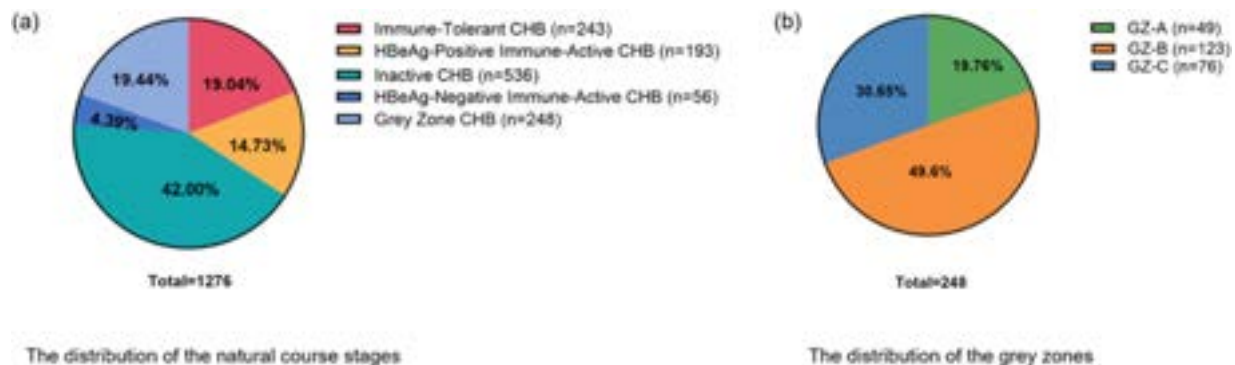 (a)
Immune-Tolerant CHB (n=243)
HBeAg-Positive Immune-Active CHB (n=193)
Inactive CHB (n=536)
HBeAg-Negative Immune-Active CHB (n=56)
Grey Zone CHB (n=248)
19.44%
19.04%
4.39%
14.73%
42.00%
Total=1276
The distribution of the natural course stages
(b)
GZ-A (n=49)
GZ-B (n=123)
GZ-C (n=76)
19.76%
30.65%
49.6%
Total=248
The distribution of the grey zones